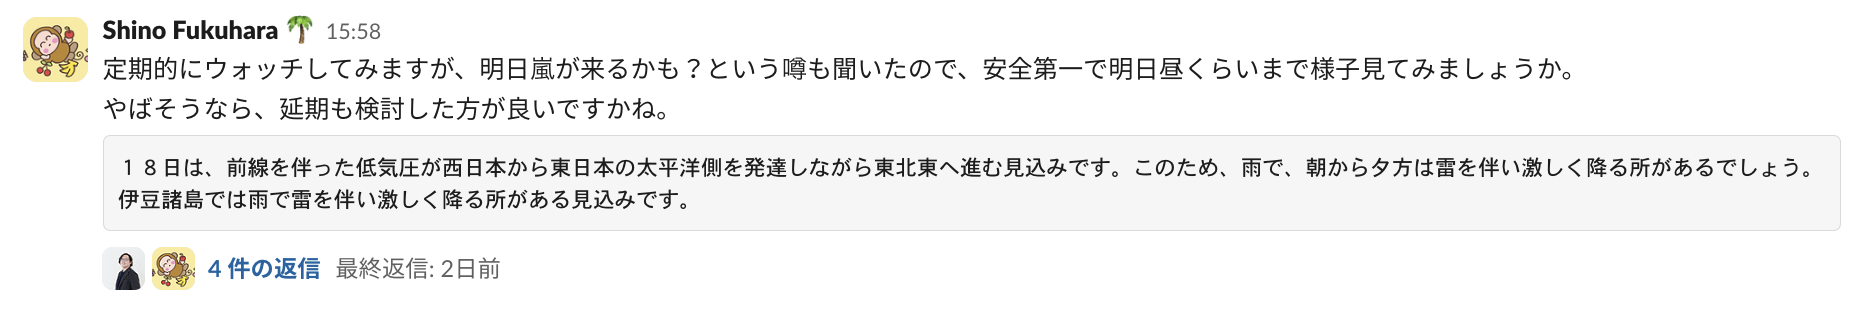 Shino Fukuhara 🌴 15:58
定期的にウォッチしてみますが、明日嵐が来るかも？という噂も聞いたので、安全第一で明日昼くらいまで様子見てみましょうか。
やばそうなら、延期も検討した方が良いですかね。
１８日は、前線を伴った低気圧が西日本から東日本の太平洋側を発達しながら東北東へ進む見込みです。このため、雨で、朝から夕方は雷を伴い激しく降る所があるでしょう。
伊豆諸島では雨で雷を伴い激しく降る所がある見込みです。
4 件の返信 最終返信: 2日前